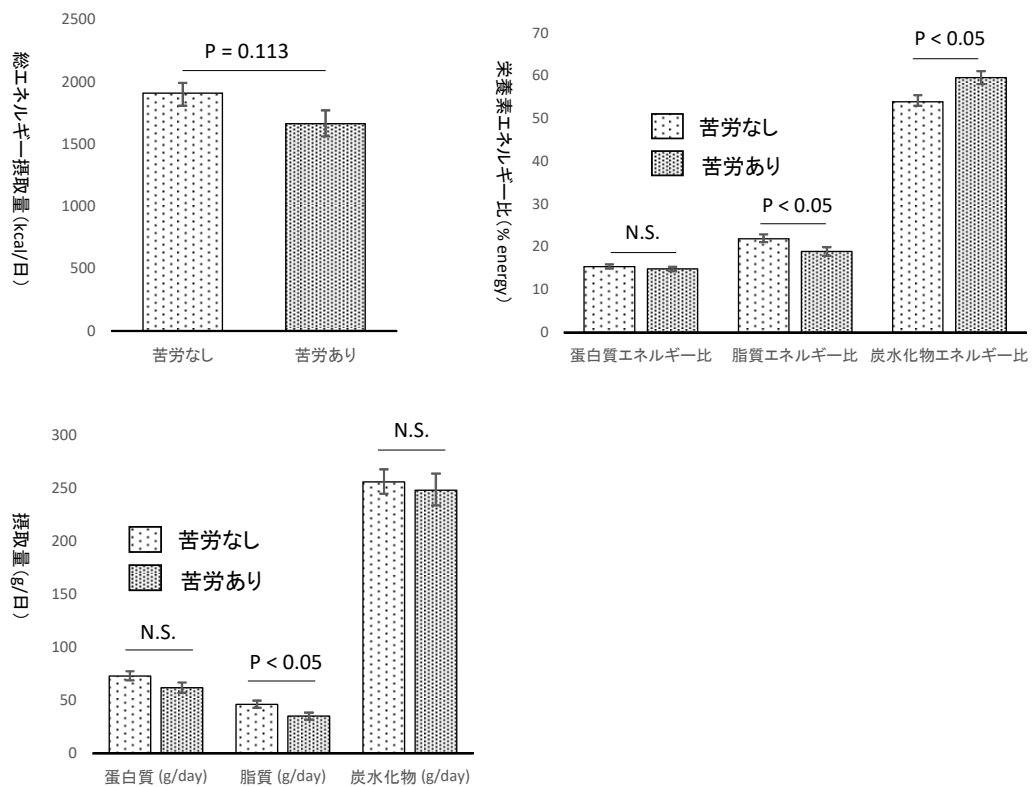 総エネルギー摂取量(kcal/日)
2500
2000
1500
1000
500
0
P = 0.113
苦労なし
苦労あり
栄養素エネルギー比(% energy)
70
60
50
40
30
20
10
0
苦労なし
苦労あり
N.S.
P < 0.05
P < 0.05
蛋白質エネルギー比
脂質エネルギー比
炭水化物エネルギー比
摂取量(g/日)
300
250
200
150
100
50
0
苦労なし
苦労あり
N.S.
P < 0.05
N.S.
蛋白質 (g/day)
脂質 (g/day)
炭水化物 (g/day)